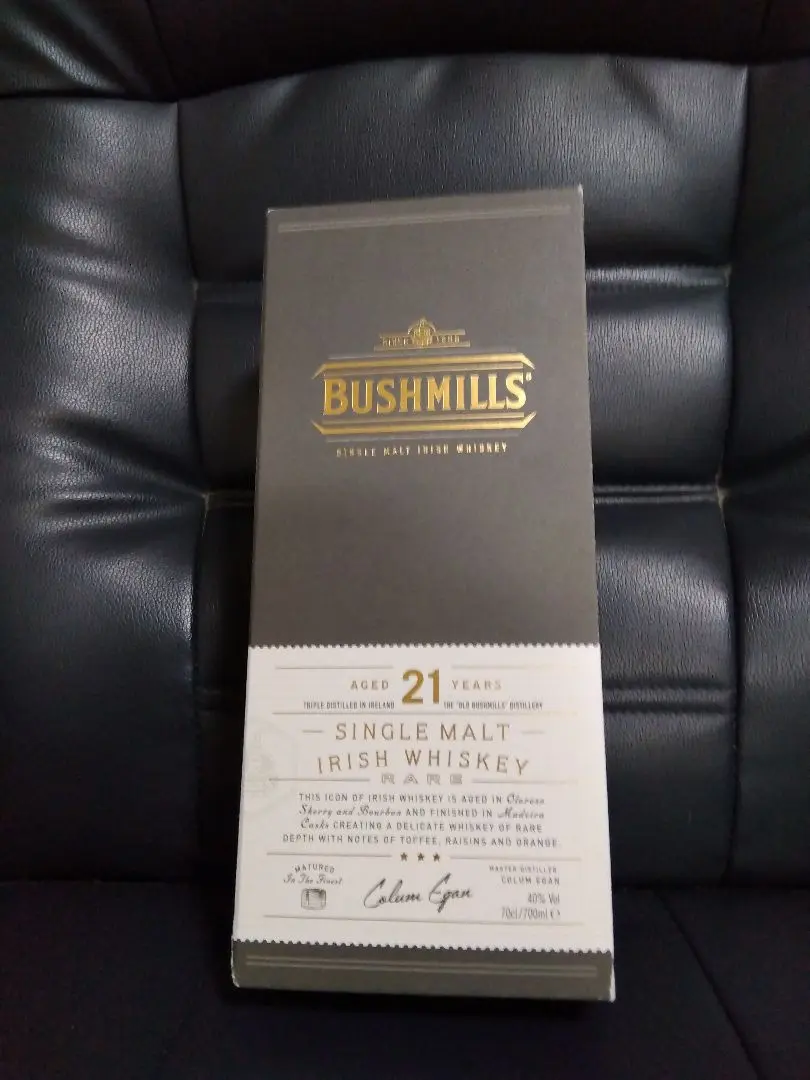 SINCE 1608
BUSHMILLS®
SINGLE MALT IRISH WHISKEY
AGED 21 YEARS
TRIPLE DISTILLED IN IRELAND THE 'OLD BUSHMILLS' DISTILLERY
SINGLE MALT
IRISH WHISKEY
RARE
THIS ICON OF IRISH WHISKEY IS AGED IN Oloroso
Sherry and Bourbon AND FINISHED IN Madeira
Casks CREATING A DELICATE WHISKEY OF RARE
DEPTH WITH NOTES OF TOFFEE, RAISINS AND ORANGE.
MATURED
In The Finest
Colum Egan
MASTER DISTILLER
COLUM EGAN
40% Vol
70cl/700ml e